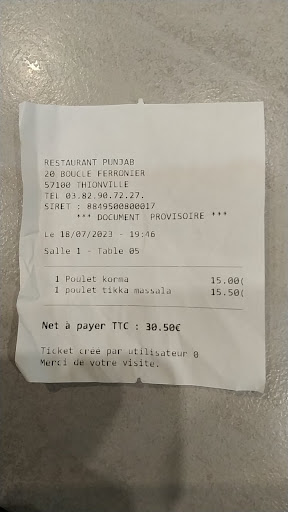 RESTAURANT PUNJAB
20 BOUCLE FERRONIER
57100 THIONVILLE
TEL 03.82.90.72.27.
SIRET : 8849500800017
*** DOCUMENT PROVISOIRE ***
Le 18/07/2023 - 19:46
Salle 1 - Table 05
1 Poulet korma 15.00(
1 poulet tikka massala 15.50(
Net à payer TTC : 30.50€
Ticket créé par utilisateur 0
Merci de votre visite.